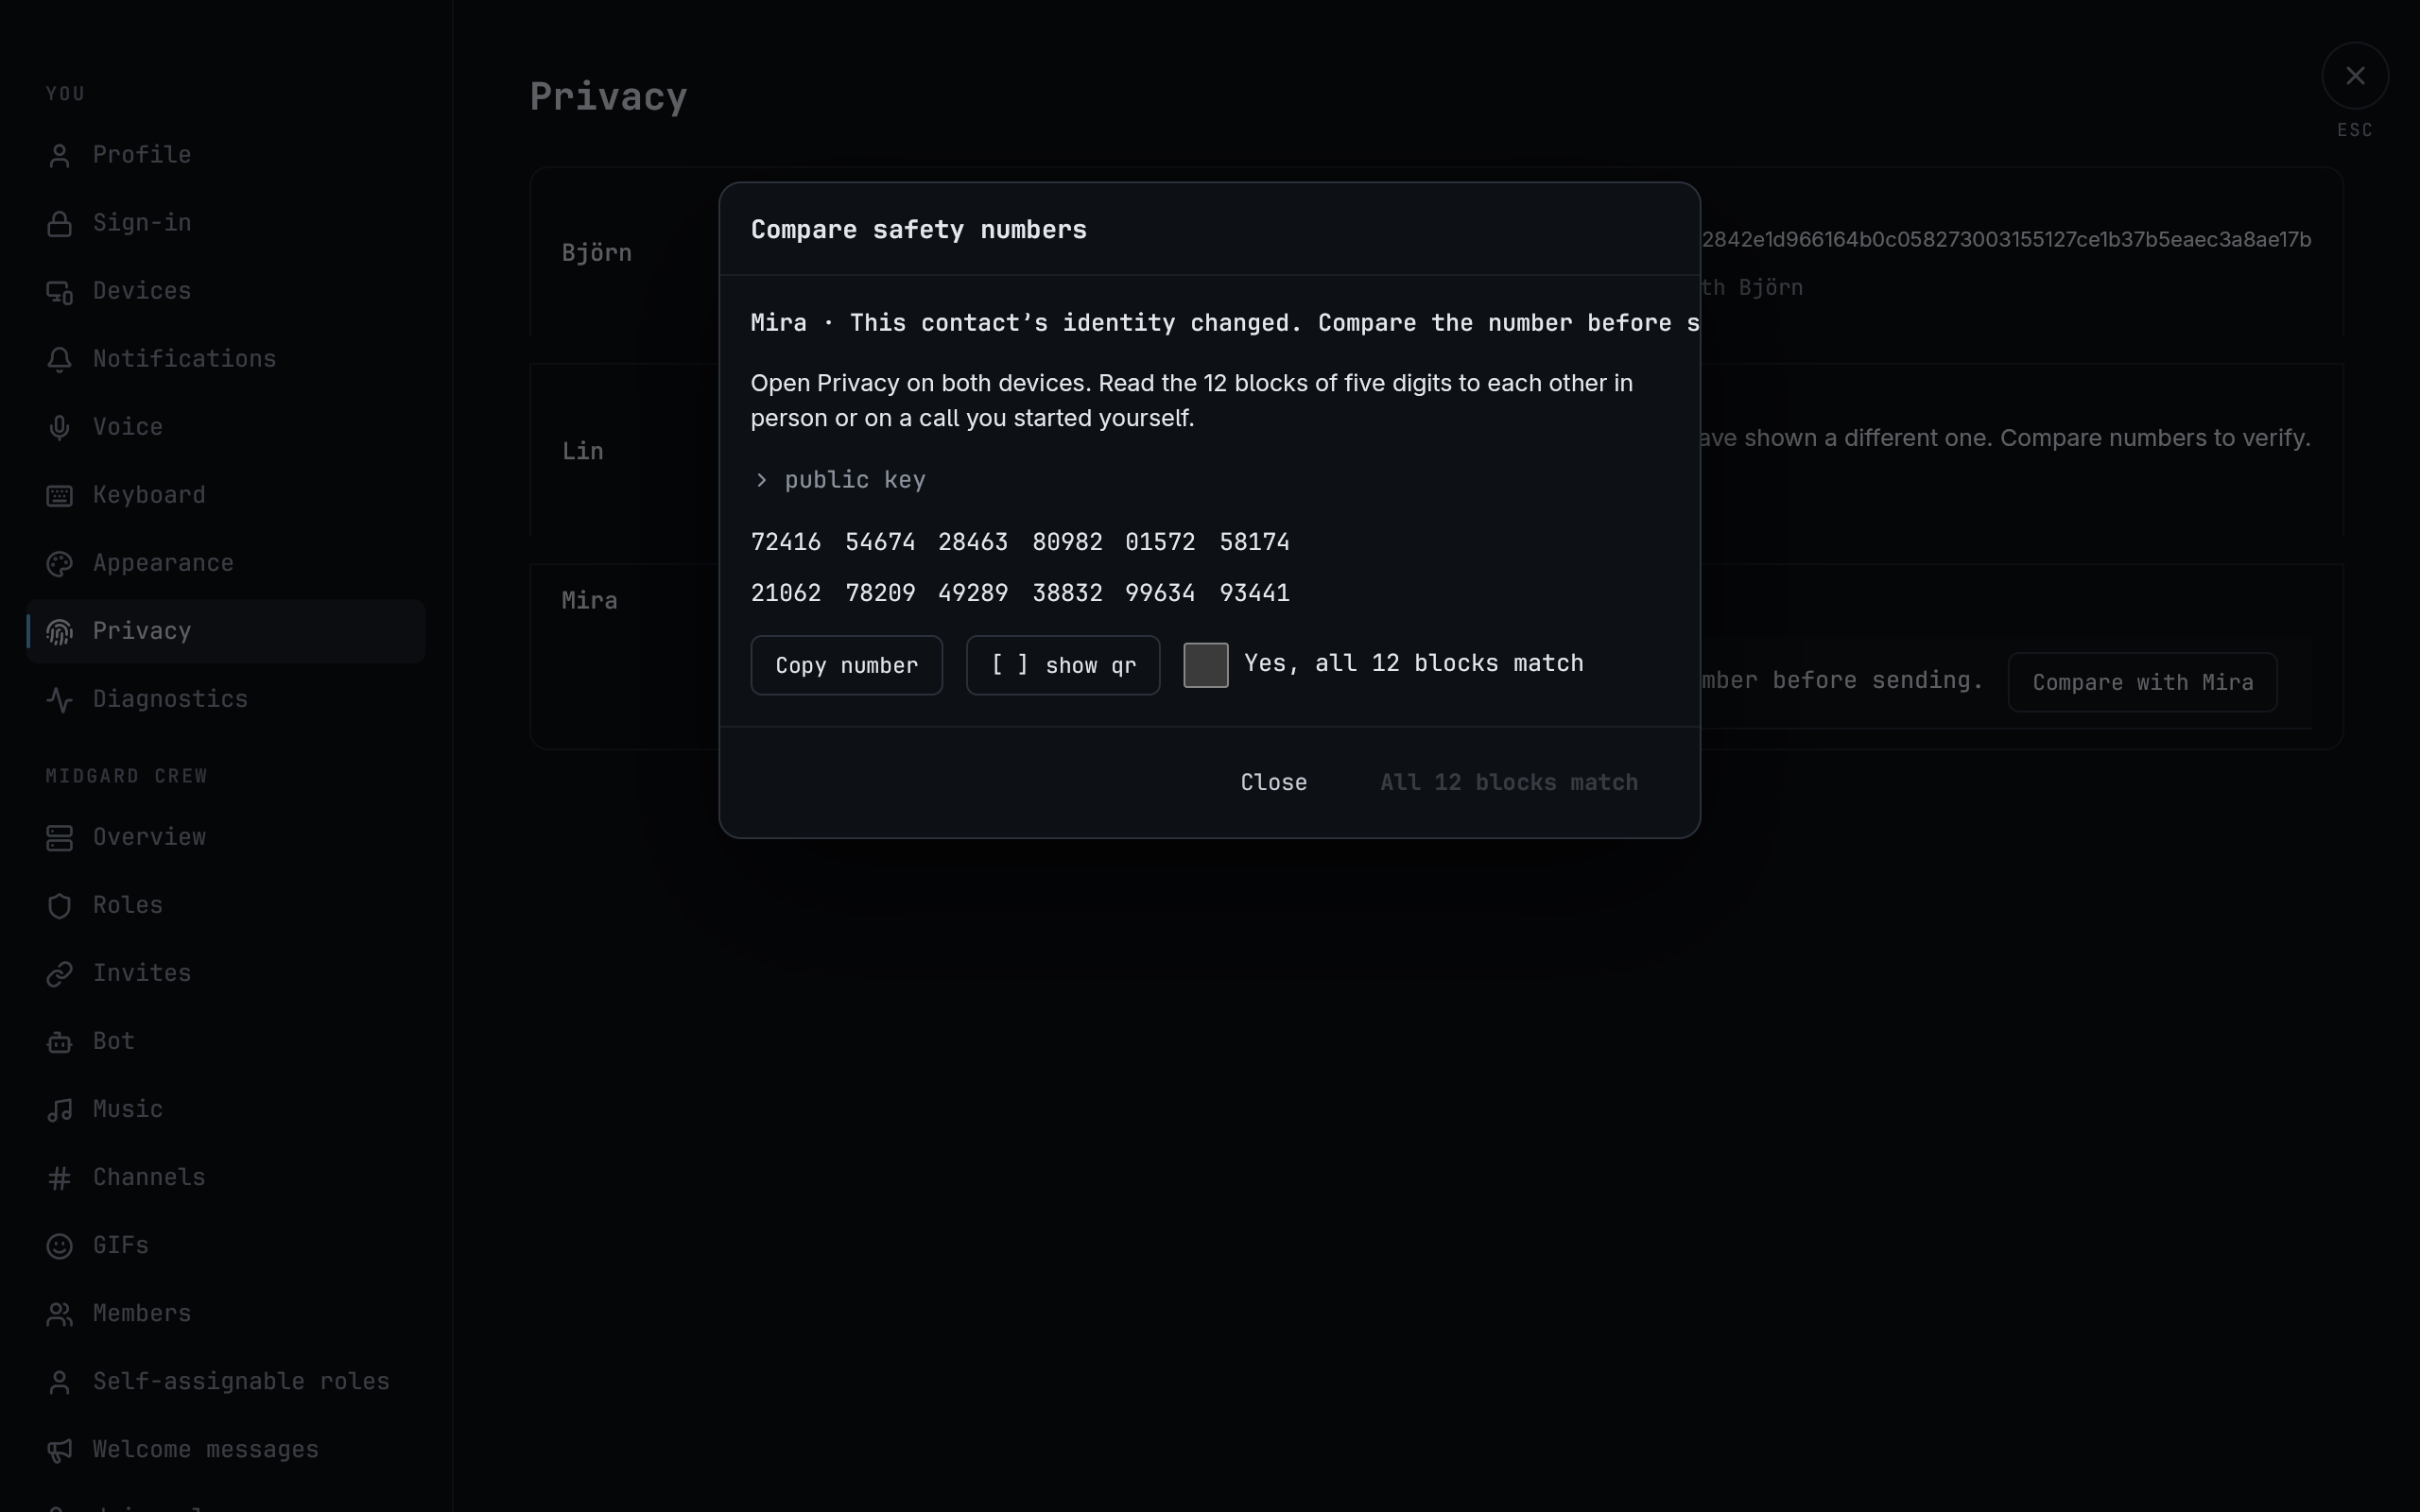 YOU
Profile
Sign-in
Devices
Notifications
Voice
Keyboard
Appearance
Privacy
Diagnostics
MIDGARD CREW
Overview
Roles
Invites
Bot
Music
Channels
GIFs
Members
Self-assignable roles
Welcome messages
Privacy
ESC
Björn
2842e1d966164b0c058273003155127ce1b37b5eaec3a8ae17b
th Björn
Lin
ave shown a different one. Compare numbers to verify.
Mira
mber before sending.
Compare with Mira
Compare safety numbers
Mira · This contact’s identity changed. Compare the number before s
Open Privacy on both devices. Read the 12 blocks of five digits to each other in
person or on a call you started yourself.
public key
72416 54674 28463 80982 01572 58174
21062 78209 49289 38832 99634 93441
Copy number
[ ] show qr
Yes, all 12 blocks match
Close
All 12 blocks match